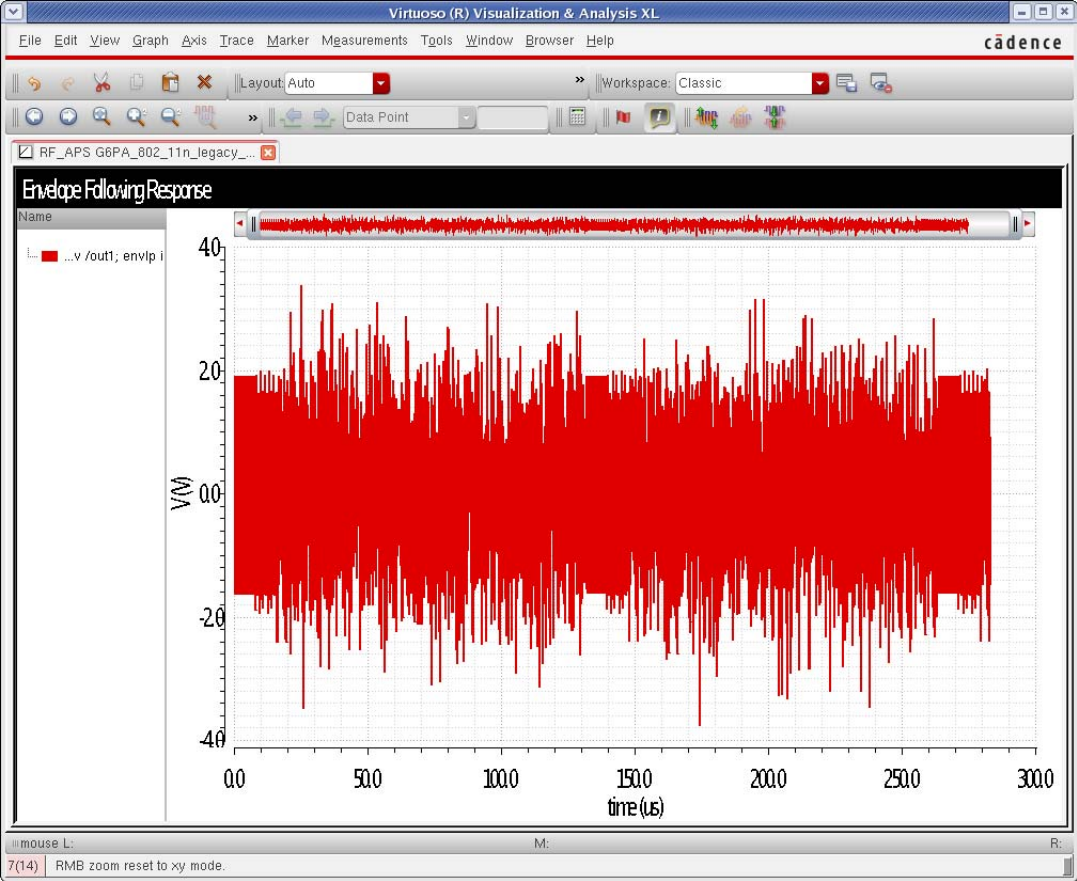 Virtuoso (R) Visualization & Analysis XL
File Edit View Graph Axis Trace Marker Measurements Tools Window Browser Help
cādence
Layout: Auto » Workspace: Classic
» Data Point
RF_APS G6PA_802_11n_legacy_...
Envelope Following Response
Name
...v /out1; envlp i
4.0
2.0
0.0
-2.0
-4.0
V (V)
0.0 50.0 100.0 150.0 200.0 250.0 300.0
time (us)
mouse L: M: R:
7(14) RMB zoom reset to xy mode.